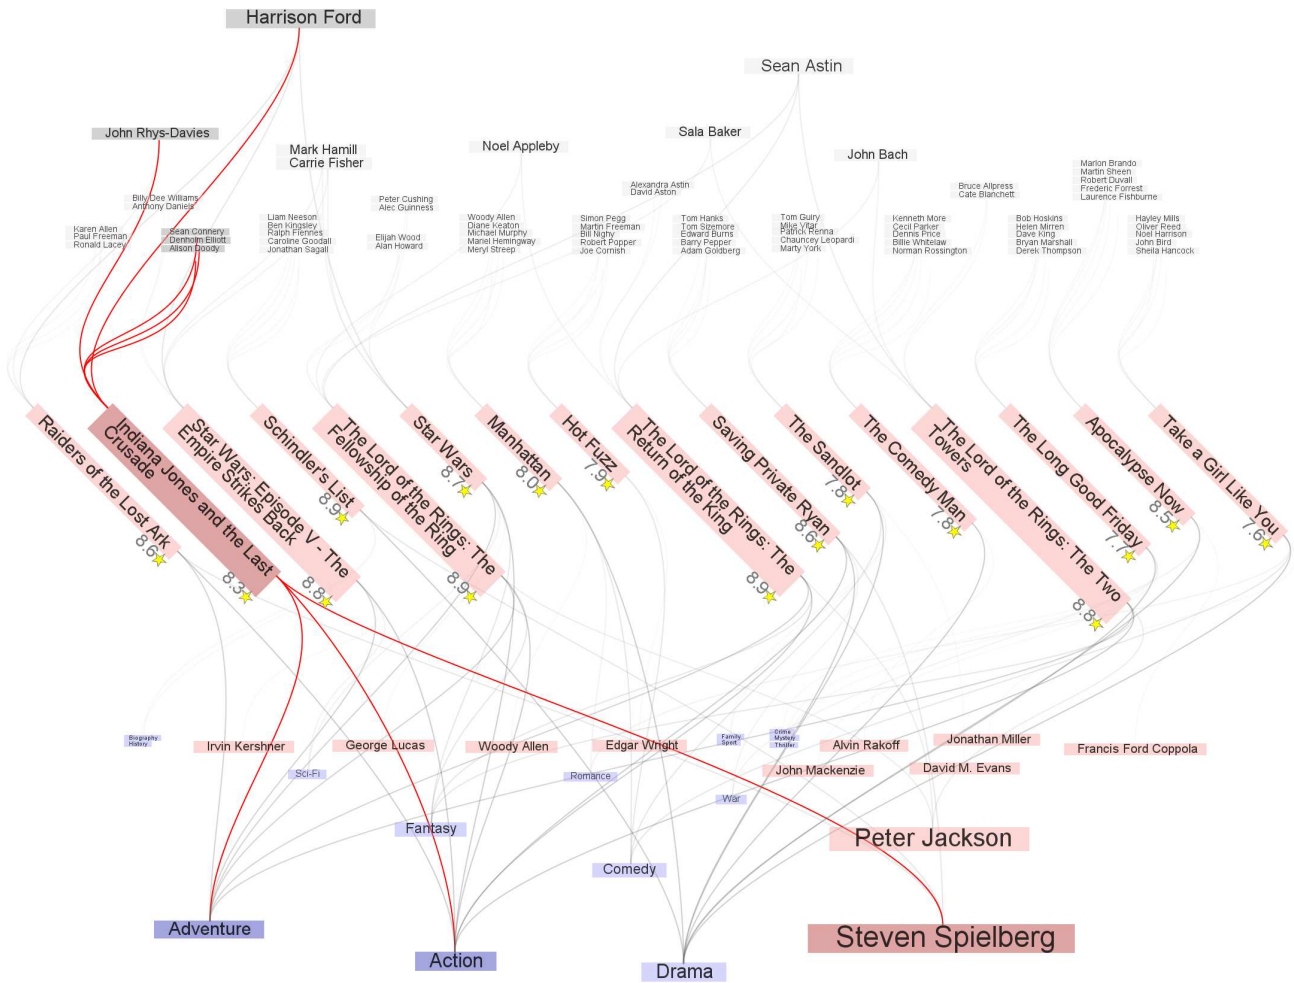 Harrison Ford
Sean Astin
John Rhys-Davies
Sala Baker
Noel Appleby
Mark Hamill
Carrie Fisher
John Bach
Marlon Brando
Martin Sheen
Robert Duvall
Frederic Forrest
Laurence Fishburne
Billy Dee Williams
Anthony Daniels
Peter Cushing
Alec Guinness
Alexandra Astin
David Aston
Bruce Allpress
Cate Blanchett
Karen Allen
Paul Freeman
Ronald Lacey
Sean Connery
Denholm Elliott
Alison Doody
Liam Neeson
Ben Kingsley
Ralph Fiennes
Caroline Goodall
Jonathan Sagall
Elijah Wood
Alan Howard
Woody Allen
Diane Keaton
Michael Murphy
Mariel Hemingway
Meryl Streep
Simon Pegg
Martin Freeman
Bill Nighy
Robert Popper
Joe Cornish
Tom Hanks
Tom Sizemore
Edward Burns
Barry Pepper
Adam Goldberg
Tom Guiry
Mike Vitar
Patrick Renna
Chauncey Leopardi
Marty York
Kenneth More
Cecil Parker
Dennis Price
Billie Whitelaw
Norman Rossington
Bob Hoskins
Helen Mirren
Dave King
Bryan Marshall
Derek Thompson
Hayley Mills
Oliver Reed
Noel Harrison
John Bird
Sheila Hancock
Raiders of the Lost Ark
8.6
Indiana Jones and the Last
Crusade
8.3
Star Wars: Episode V - The
Empire Strikes Back
8.8
Schindler's List
8.9
The Lord of the Rings: The
Fellowship of the Ring
8.9
Star Wars
8.7
Manhattan
8.0
Hot Fuzz
7.9
The Lord of the Rings: The
Return of the King
8.9
Saving Private Ryan
8.6
The Sandlot
7.8
The Comedy Man
7.8
The Lord of the Rings: The Two
Towers
8.8
The Long Good Friday
7.7
Apocalypse Now
8.5
Take a Girl Like You
7.6
Biography
History
Irvin Kershner
George Lucas
Woody Allen
Edgar Wright
Family
Sport
Crime
Mystery
Thriller
Alvin Rakoff
Jonathan Miller
Francis Ford Coppola
Sci-Fi
Romance
John Mackenzie
David M. Evans
War
Fantasy
Peter Jackson
Comedy
Adventure
Steven Spielberg
Action
Drama